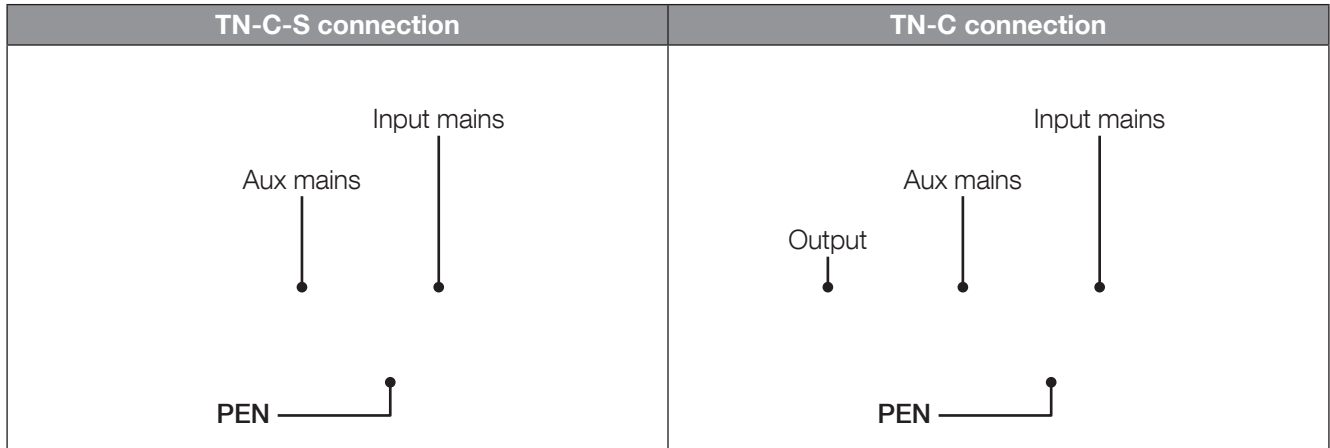 TN-C-S connection
TN-C connection
Input mains
Aux mains
PEN
Input mains
Aux mains
Output
PEN